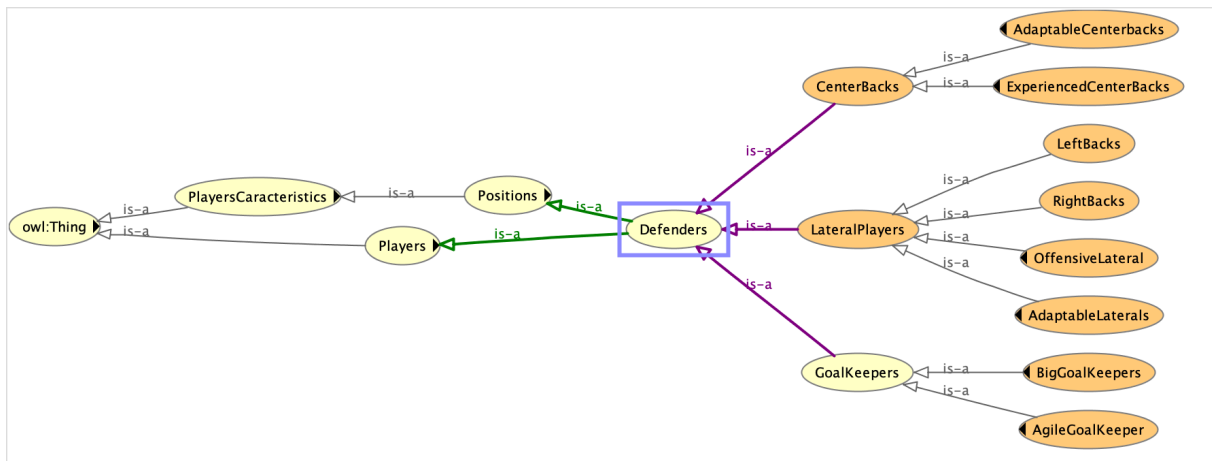 AdaptableCenterbacks
is-a
CenterBacks
is-a
ExperiencedCenterBacks
is-a
LeftBacks
PlayersCaracteristics
is-a
Positions
is-a
RightBacks
is-a
is-a
owl:Thing
is-a
Players
is-a
Defenders
is-a
LateralPlayers
is-a
is-a
OffensiveLateral
is-a
is-a
AdaptableLaterals
GoalKeepers
is-a
BigGoalKeepers
is-a
AgileGoalKeeper